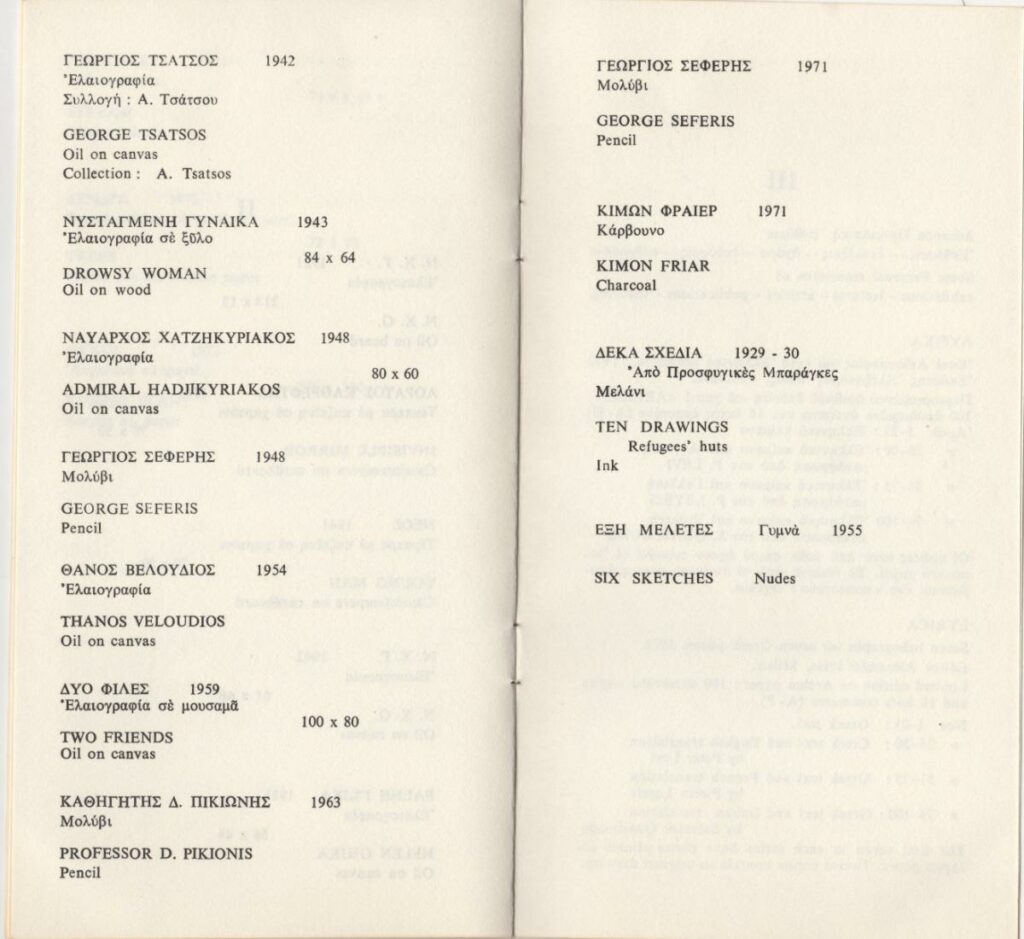 ΓΕΩΡΓΙΟΣ ΤΣΑΤΣΟΣ 1942
Ἐλαιογραφία
Συλλογή : Α. Τσάτσου
GEORGE TSATSOS
Oil on canvas
Collection : A. Tsatsos
ΝΥΣΤΑΓΜΕΝΗ ΓΥΝΑΙΚΑ 1943
Ἐλαιογραφία σὲ ξῦλο
84 x 64
DROWSY WOMAN
Oil on wood
ΝΑΥΑΡΧΟΣ ΧΑΤΖΗΚΥΡΙΑΚΟΣ 1948
Ἐλαιογραφία
80 x 60
ADMIRAL HADJIKYRIAKOS
Oil on canvas
ΓΕΩΡΓΙΟΣ ΣΕΦΕΡΗΣ 1948
Μολύβι
GEORGE SEFERIS
Pencil
ΘΑΝΟΣ ΒΕΛΟΥΔΙΟΣ 1954
Ἐλαιογραφία
THANOS VELOUDIOS
Oil on canvas
ΔΥΟ ΦΙΛΕΣ 1959
Ἐλαιογραφία σὲ μουσαμᾶ
100 x 80
TWO FRIENDS
Oil on canvas
ΚΑΘΗΓΗΤΗΣ Δ. ΠΙΚΙΩΝΗΣ 1963
Μολύβι
PROFESSOR D. PIKIONIS
Pencil
ΓΕΩΡΓΙΟΣ ΣΕΦΕΡΗΣ 1971
Μολύβι
GEORGE SEFERIS
Pencil
ΚΙΜΩΝ ΦΡΑΙΕΡ 1971
Κάρβουνο
KIMON FRIAR
Charcoal
ΔΕΚΑ ΣΧΕΔΙΑ 1929 - 30
Ἀπὸ Προσφυγικὲς Μπαράγκες
Μελάνι
TEN DRAWINGS
Refugees' huts
Ink
ΕΞΗ ΜΕΛΕΤΕΣ Γυμνὰ 1955
SIX SKETCHES Nudes